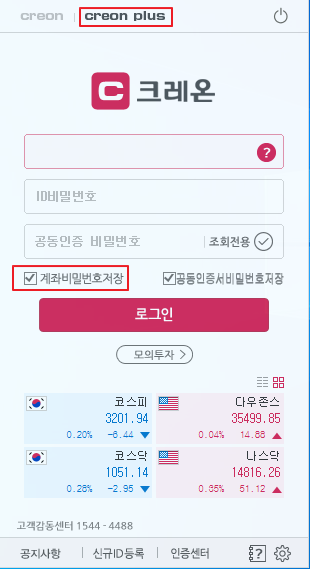 creon | creon plus
C 크레온
?
ID비밀번호
공동인증 비밀번호 | 조회전용
계좌비밀번호저장 공동인증서비밀번호저장
로그인
모의투자 >
코스피 다우존스
3201.94 35499.85
0.20% -6.44 ▼ 0.04% 14.88 ▲
코스닥 나스닥
1051.14 14816.26
0.28% -2.95 ▼ 0.35% 51.12 ▲
고객감동센터 1544 - 4488
공지사항 | 신규ID등록 | 인증센터 ?